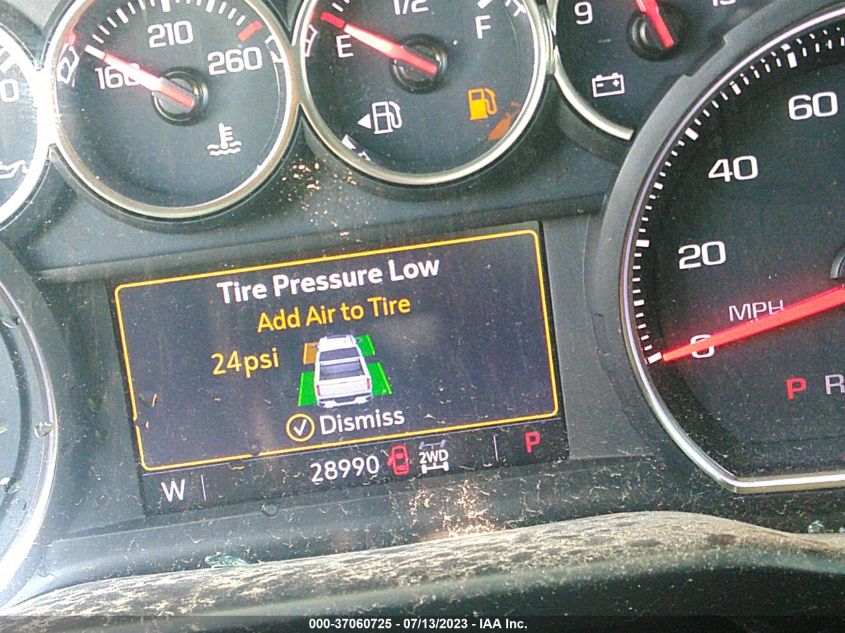 210
160
260
1/2
E
F
9
60
40
20
MPH
0
P R
Tire Pressure Low
Add Air to Tire
24psi
Dismiss
W
28990
2WD
P
000-37060725 - 07/13/2023 - IAA Inc.